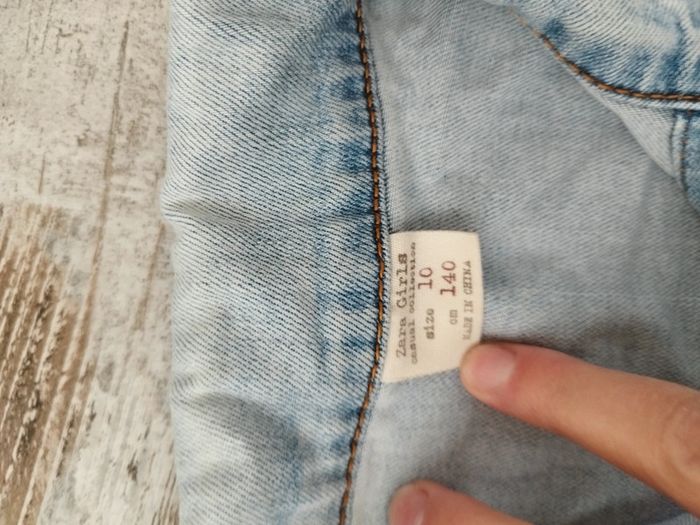 Zara Girls
casual collection
size 10
cm 140
MADE IN CHINA